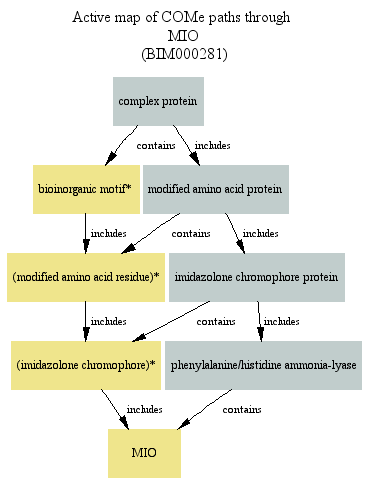 Active map of COMe paths through
MIO
(BIM000281)
complex protein
contains
includes
bioinorganic motif*
modified amino acid protein
includes
contains
includes
(modified amino acid residue)*
imidazolone chromophore protein
includes
contains
includes
(imidazolone chromophore)*
phenylalanine/histidine ammonia-lyase
includes
contains
MIO